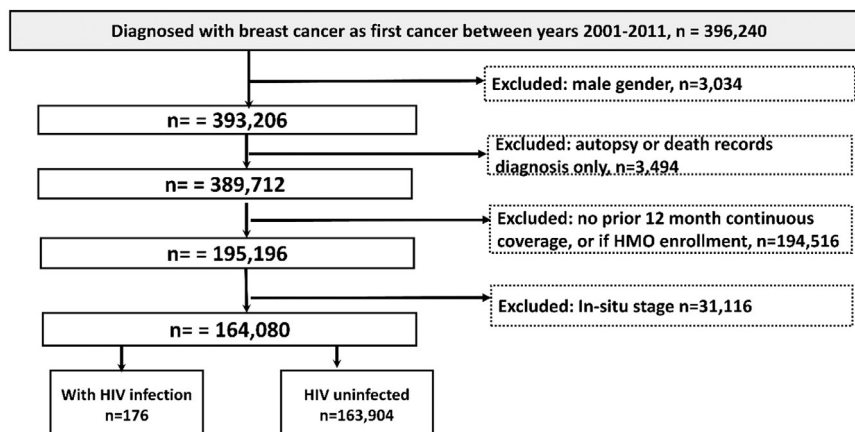 Diagnosed with breast cancer as first cancer between years 2001-2011, n = 396,240
Excluded: male gender, n=3,034
n= = 393,206
Excluded: autopsy or death records
diagnosis only, n=3,494
n= = 389,712
Excluded: no prior 12 month continuous
coverage, or if HMO enrollment, n=194,516
n= = 195,196
Excluded: In-situ stage n=31,116
n= = 164,080
With HIV infection
n=176
HIV uninfected
n=163,904